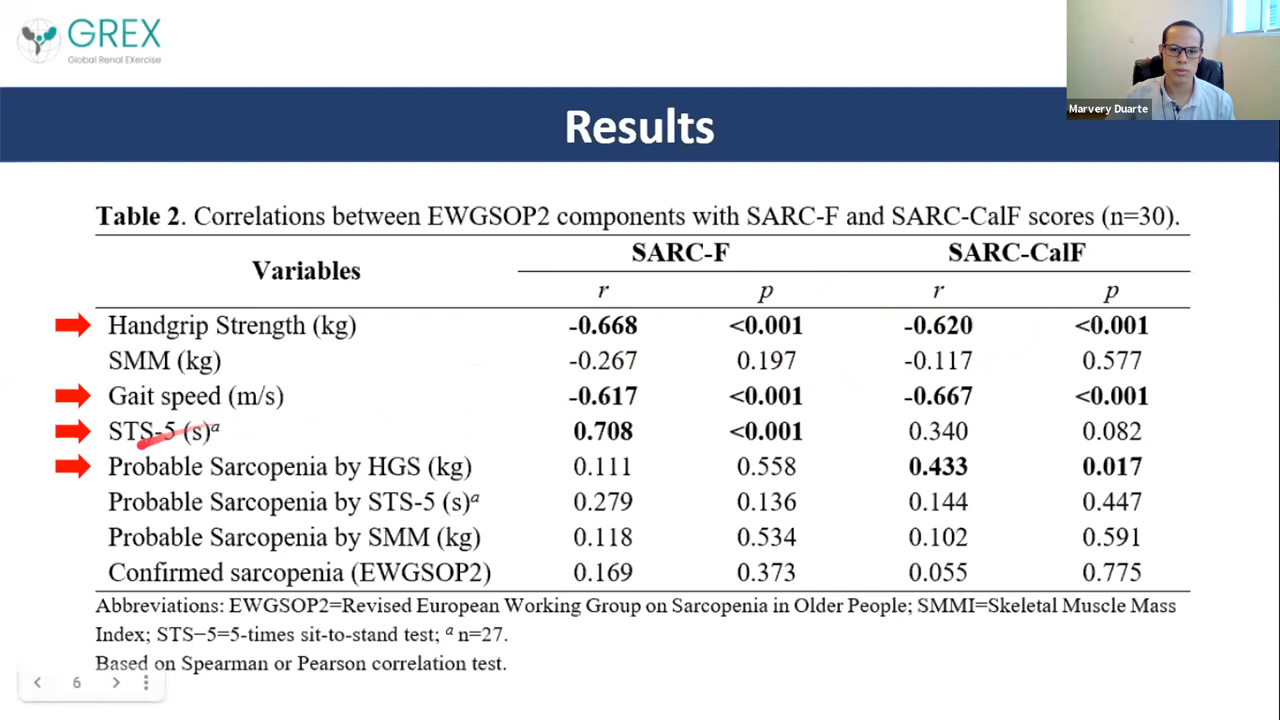 GREX
Global Renal EXercise
Marvery Duarte
Results
Table 2. Correlations between EWGSOP2 components with SARC-F and SARC-CalF scores (n=30).
Variables SARC-F SARC-CalF
r p r p
Handgrip Strength (kg) -0.668 <0.001 -0.620 <0.001
SMM (kg) -0.267 0.197 -0.117 0.577
Gait speed (m/s) -0.617 <0.001 -0.667 <0.001
STS-5 (s)ᵃ 0.708 <0.001 0.340 0.082
Probable Sarcopenia by HGS (kg) 0.111 0.558 0.433 0.017
Probable Sarcopenia by STS-5 (s)ᵃ 0.279 0.136 0.144 0.447
Probable Sarcopenia by SMM (kg) 0.118 0.534 0.102 0.591
Confirmed sarcopenia (EWGSOP2) 0.169 0.373 0.055 0.775
Abbreviations: EWGSOP2=Revised European Working Group on Sarcopenia in Older People; SMMI=Skeletal Muscle Mass
Index; STS−5=5-times sit-to-stand test; ᵃ n=27.
Based on Spearman or Pearson correlation test.
6